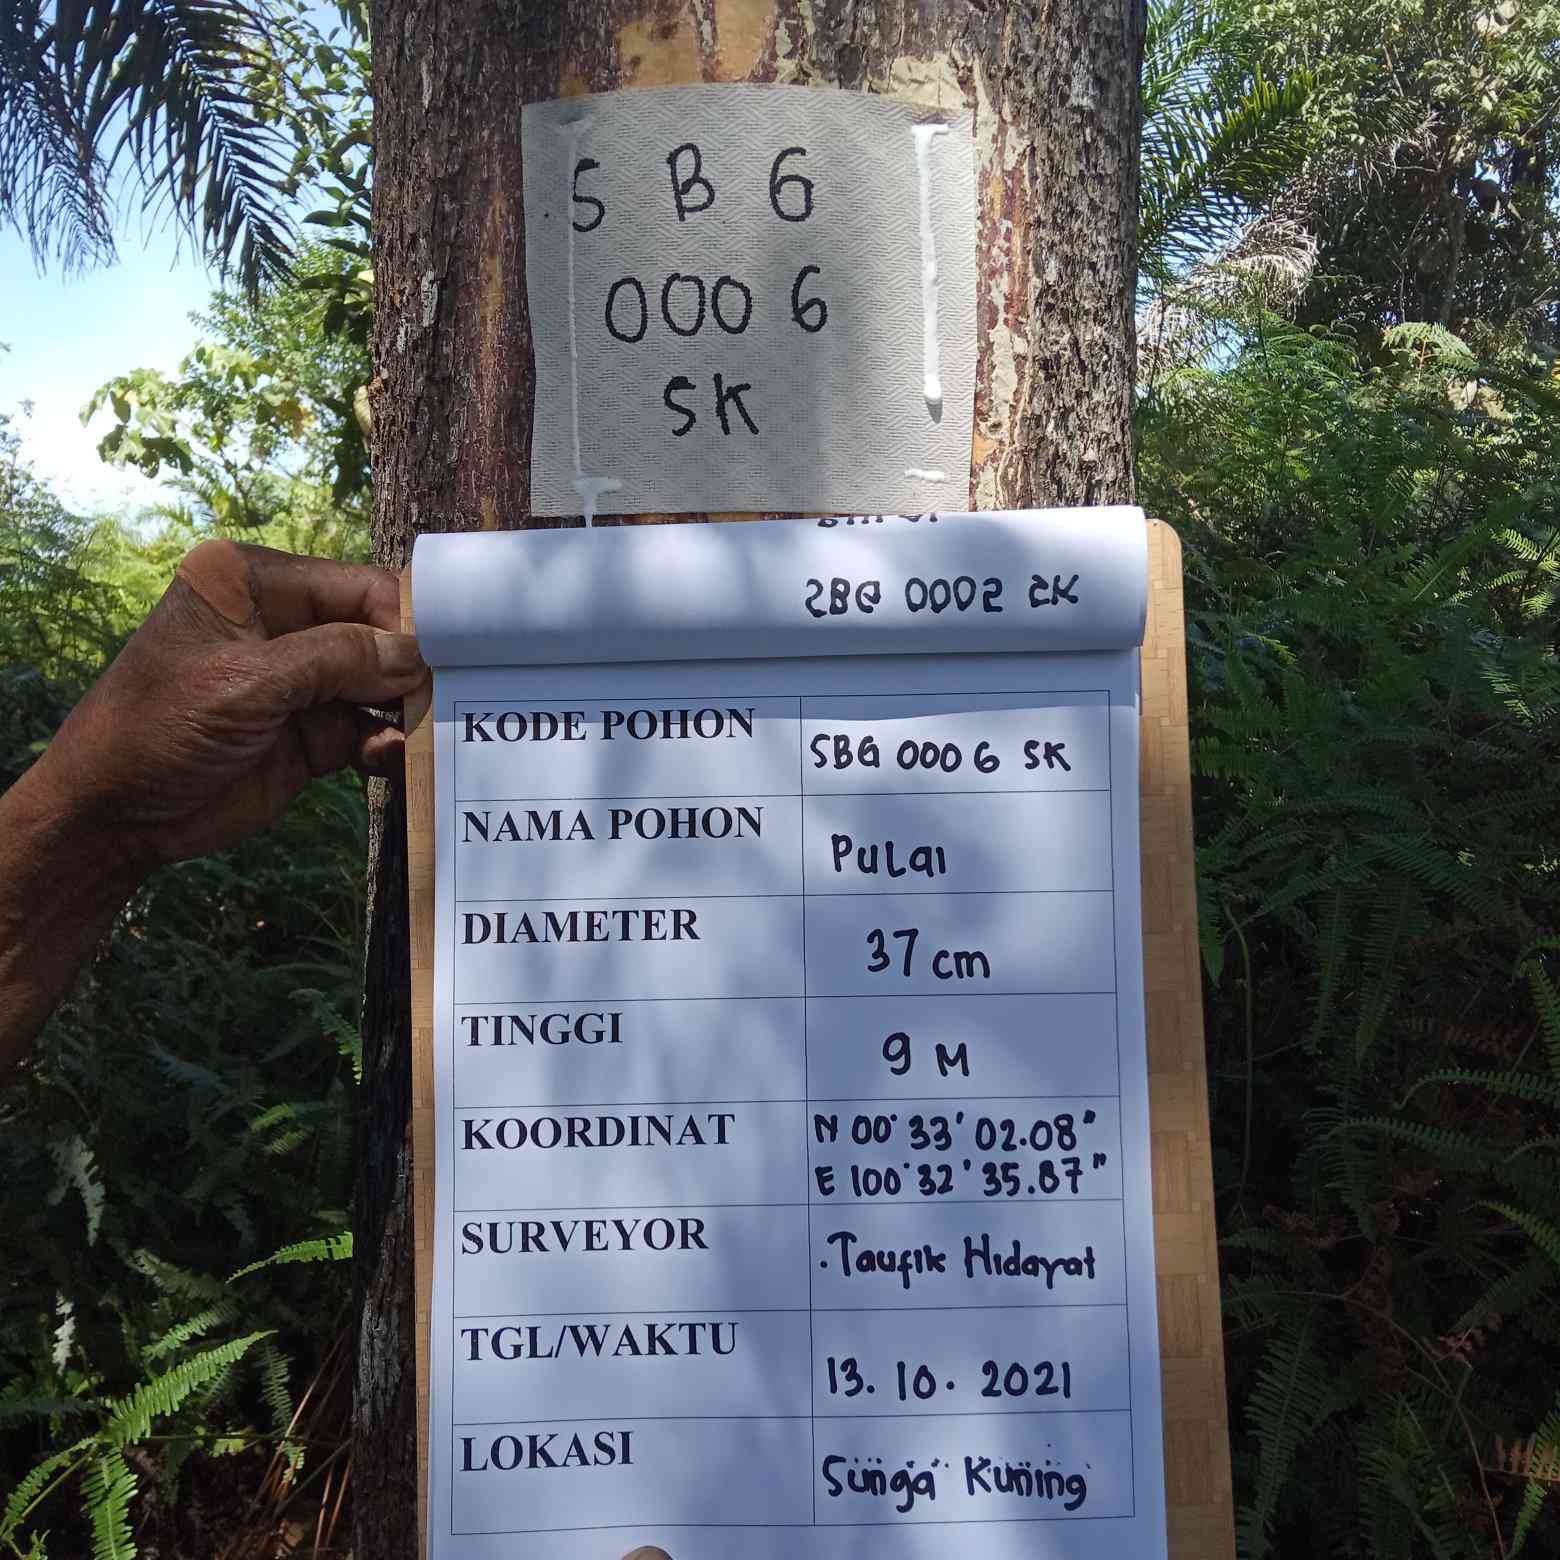 S B G
000 6
SK
SBG 0002 SK
KODE POHON
SBG 000 6 SK
NAMA POHON
PuLai
DIAMETER
37 cm
TINGGI
9 M
KOORDINAT
N 00° 33' 02.08"
E 100° 32' 35.87"
SURVEYOR
. Taufik Hidayat
TGL/WAKTU
13. 10. 2021
LOKASI
Sunga Kuning